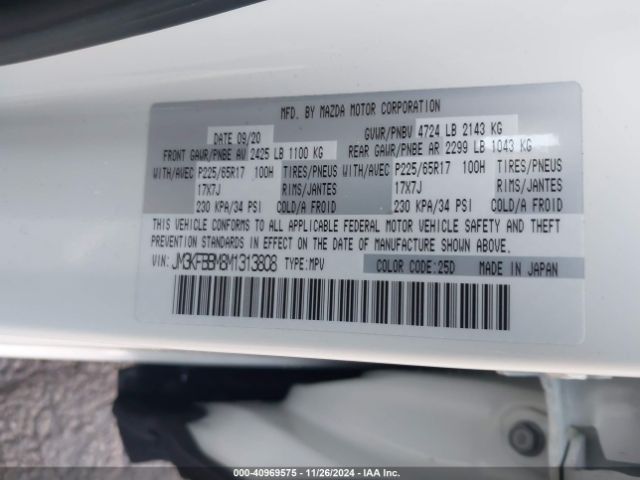 MFD. BY MAZDA MOTOR CORPORATION
DATE 09/20 GVWR/PNBV 4724 LB 2143 KG
FRONT GAWR/PNBE AV 2425 LB 1100 KG REAR GAWR/PNBE AR 2299 LB 1043 KG
WITH/AVEC P225/65R17 100H TIRES/PNEUS WITH/AVEC P225/65R17 100H TIRES/PNEUS
17X7J RIMS/JANTES 17X7J RIMS/JANTES
230 KPA/34 PSI COLD/A FROID 230 KPA/34 PSI COLD/A FROID
THIS VEHICLE CONFORMS TO ALL APPLICABLE FEDERAL MOTOR VEHICLE SAFETY AND THEFT
PREVENTION STANDARDS IN EFFECT ON THE DATE OF MANUFACTURE SHOWN ABOVE.
VIN: JM3KFBBM8M1313808 TYPE:MPV COLOR CODE:25D MADE IN JAPAN
000-40969575 - 11/26/2024 - IAA Inc.